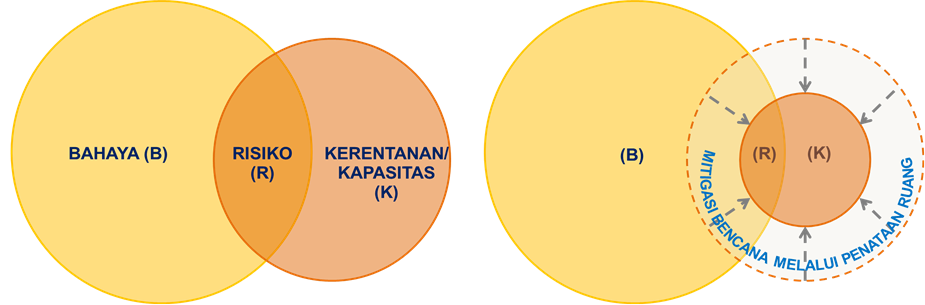 BAHAYA (B)
RISIKO
(R)
KERENTANAN/
KAPASITAS
(K)
(B)
(R)
(K)
MITIGASI BENCANA MELALUI PENATAAN RUANG